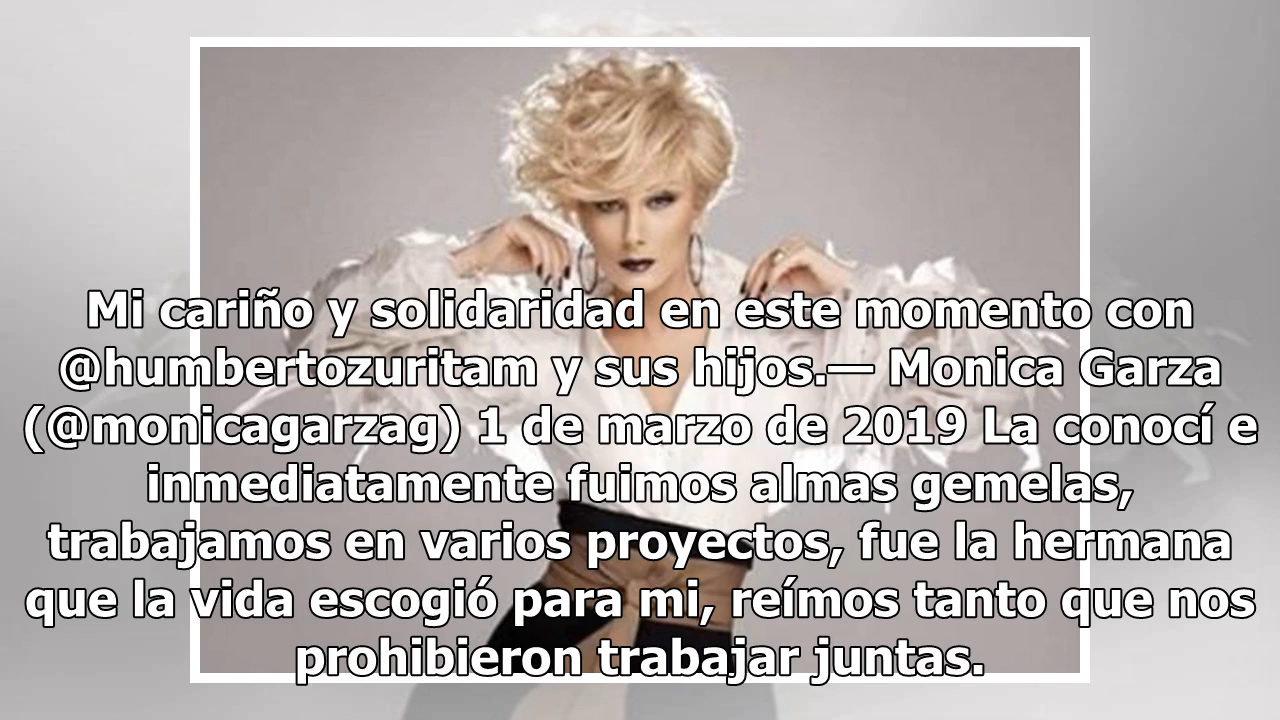 Mi cariño y solidaridad en este momento con
@humbertozuritam y sus hijos.— Monica Garza
(@monicagarzag) 1 de marzo de 2019 La conocí e
inmediatamente fuimos almas gemelas,
trabajamos en varios proyectos, fue la hermana
que la vida escogió para mi, reímos tanto que nos
prohibieron trabajar juntas.